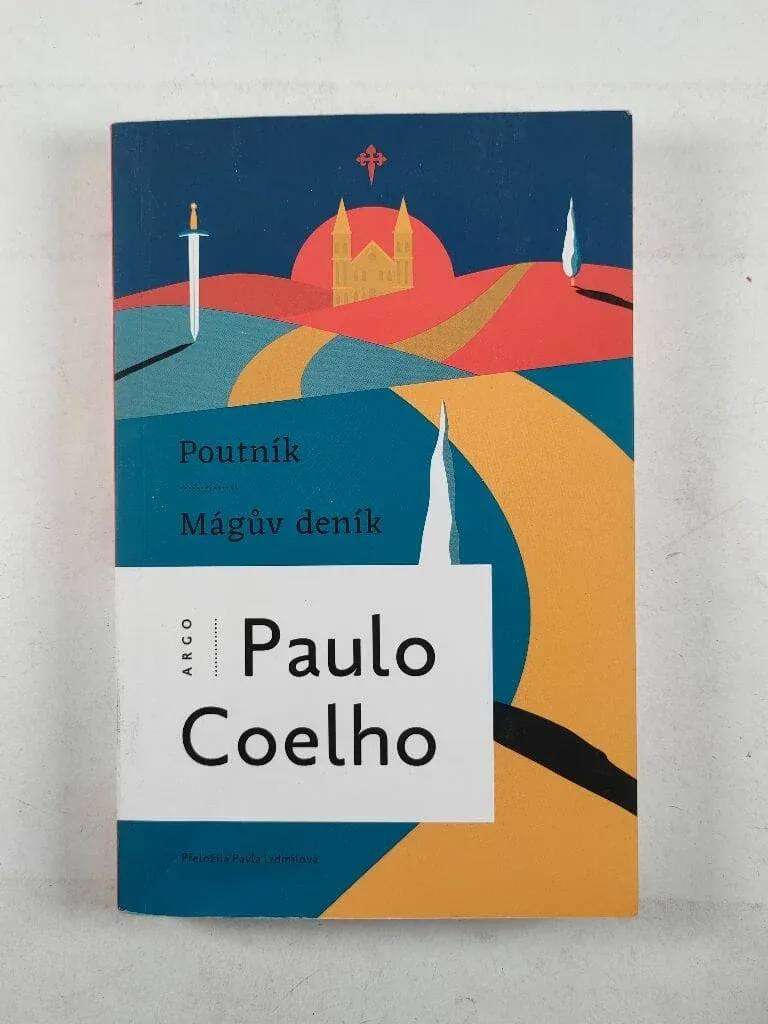 Poutník
Mágův deník
ARGO
Paulo
Coelho
Přeložila Pavla Lidmilová